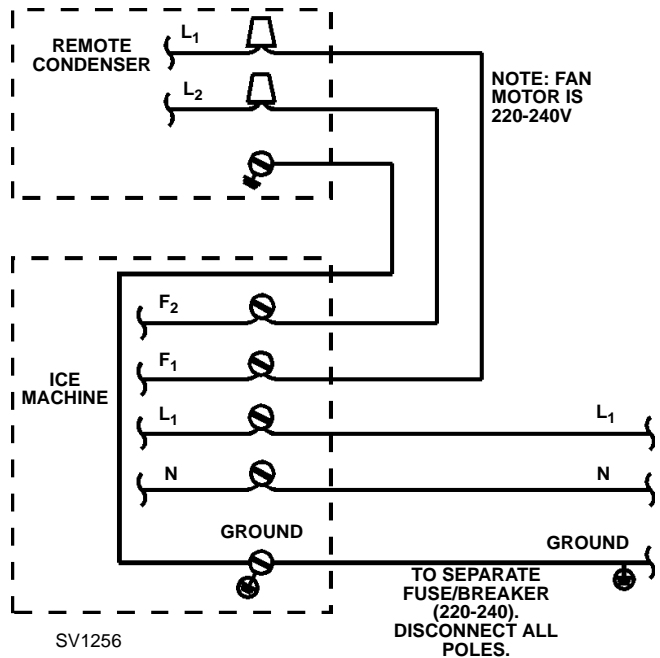 REMOTE
CONDENSER
L1
L2
NOTE: FAN
MOTOR IS
220-240V
ICE
MACHINE
F2
F1
L1
L1
N
N
GROUND
GROUND
TO SEPARATE
FUSE/BREAKER
(220-240).
DISCONNECT ALL
POLES.
SV1256